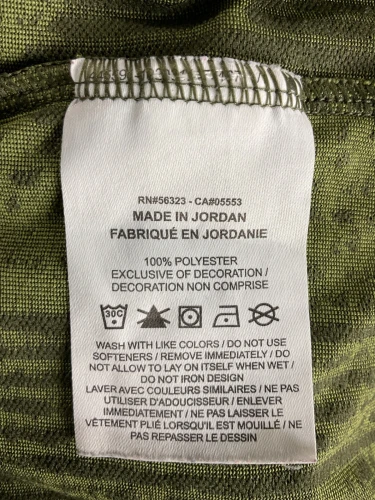 RN#56323 - CA#05553
MADE IN JORDAN
FABRIQUÉ EN JORDANIE
100% POLYESTER
EXCLUSIVE OF DECORATION /
DECORATION NON COMPRISE
30C
WASH WITH LIKE COLORS / DO NOT USE
SOFTENERS / REMOVE IMMEDIATELY / DO
NOT ALLOW TO LAY ON ITSELF WHEN WET /
DO NOT IRON DESIGN
LAVER AVEC COULEURS SIMILAIRES / NE PAS
UTILISER D'ADOUCISSEUR / ENLEVER
IMMÉDIATEMENT / NE PAS LAISSER LE
VÊTEMENT PLIÉ LORSQU'IL EST MOUILLÉ / NE
PAS REPASSER LE DESSIN